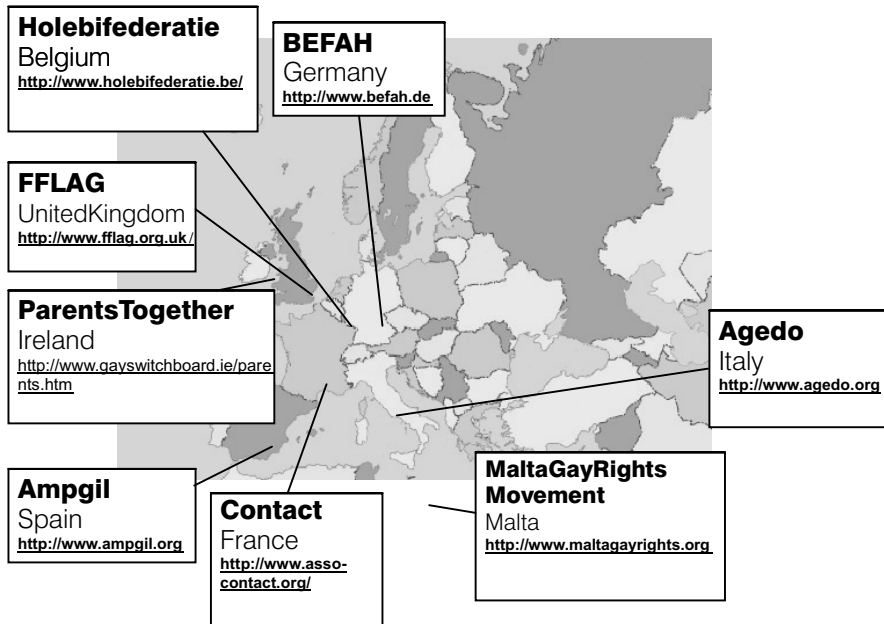 Holebifederatie
Belgium
http://www.holebifederatie.be/
BEFAH
Germany
http://www.befah.de
FFLAG
UnitedKingdom
http://www.fflag.org.uk/
ParentsTogether
Ireland
http://www.gayswitchboard.ie/pare
nts.htm
Agedo
Italy
http://www.agedo.org
Ampgil
Spain
http://www.ampgil.org
Contact
France
http://www.asso-
contact.org/
MaltaGayRights
Movement
Malta
http://www.maltagayrights.org